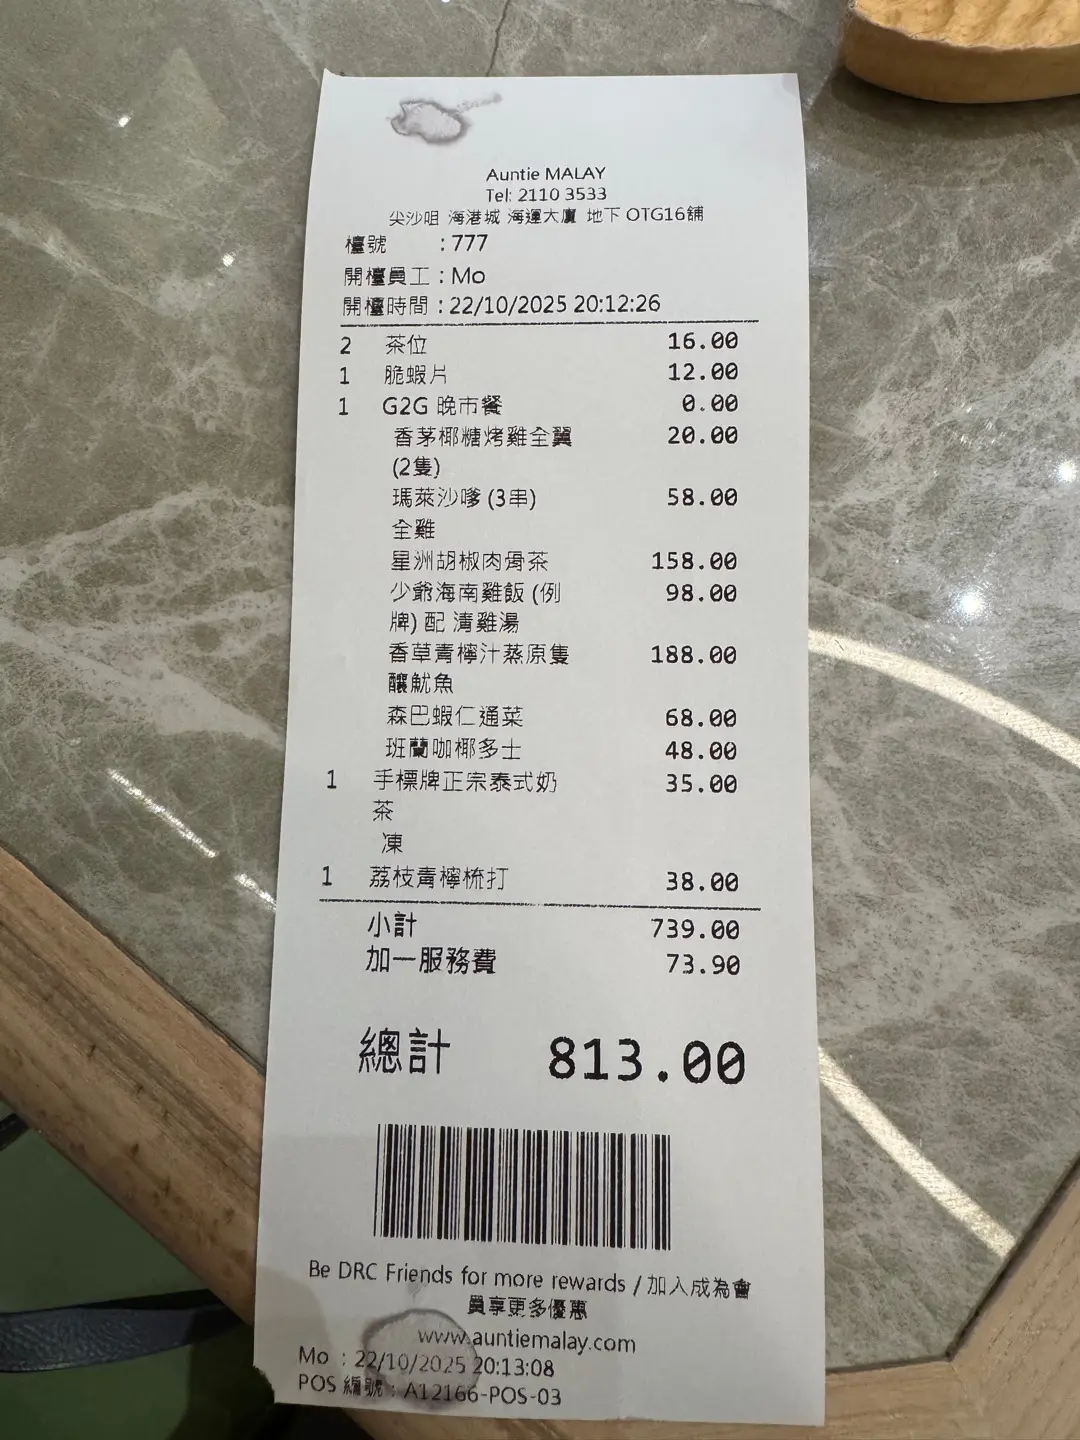 Auntie MALAY
Tel: 2110 3533
尖沙咀 海港城 海運大廈 地下 OTG16舖
檯號 : 777
開檯員工 : Mo
開檯時間 : 22/10/2025 20:12:26
2 茶位 16.00
1 脆蝦片 12.00
1 G2G 晚市餐 0.00
香茅椰糖烤雞全翼 20.00
(2隻)
瑪萊沙嗲 (3串) 58.00
全雞
星洲胡椒肉骨茶 158.00
少爺海南雞飯 (例 98.00
牌) 配 清雞湯
香草青檸汁蒸原隻 188.00
釀魷魚
森巴蝦仁通菜 68.00
班蘭咖椰多士 48.00
1 手標牌正宗泰式奶 35.00
茶
凍
1 荔枝青檸梳打 38.00
小計 739.00
加一服務費 73.90
總計 813.00
Be DRC Friends for more rewards / 加入成為會
員享更多優惠
www.auntiemalay.com
Mo : 22/10/2025 20:13:08
POS 編號 : A12166-POS-03